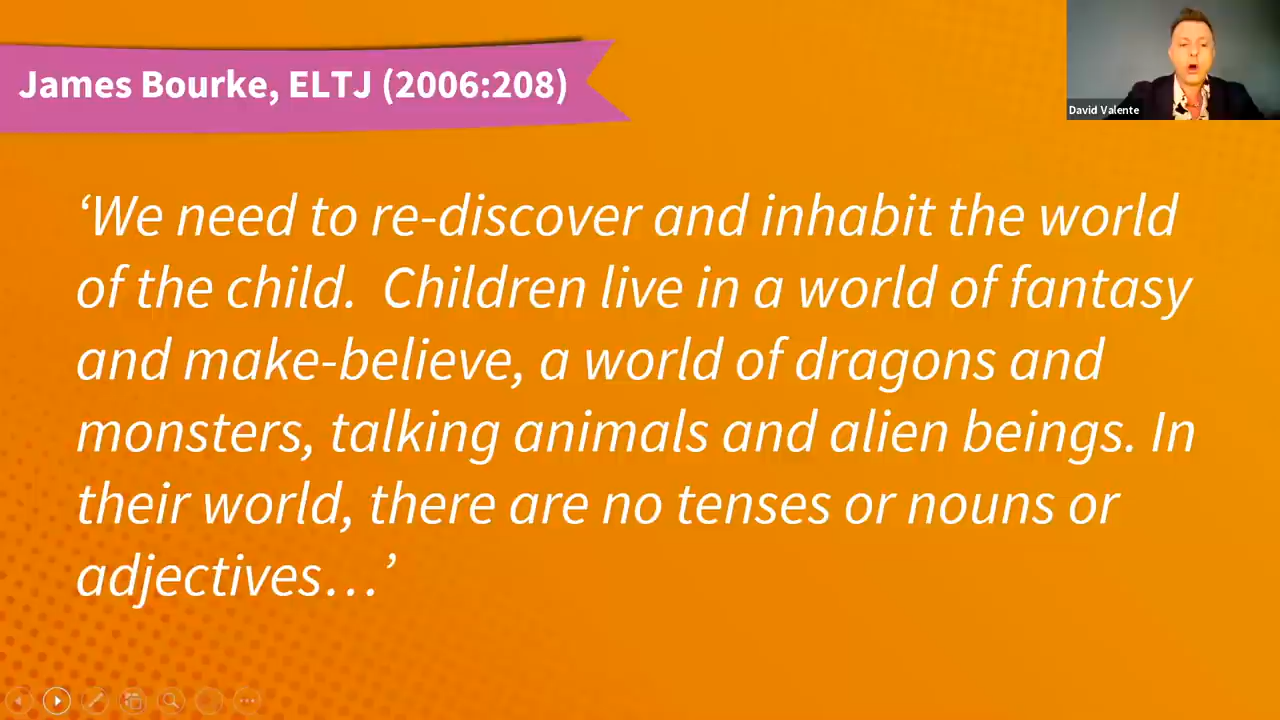 James Bourke, ELTJ (2006:208)
David Valente
‘We need to re-discover and inhabit the world
of the child.  Children live in a world of fantasy
and make-believe, a world of dragons and
monsters, talking animals and alien beings. In
their world, there are no tenses or nouns or
adjectives…’